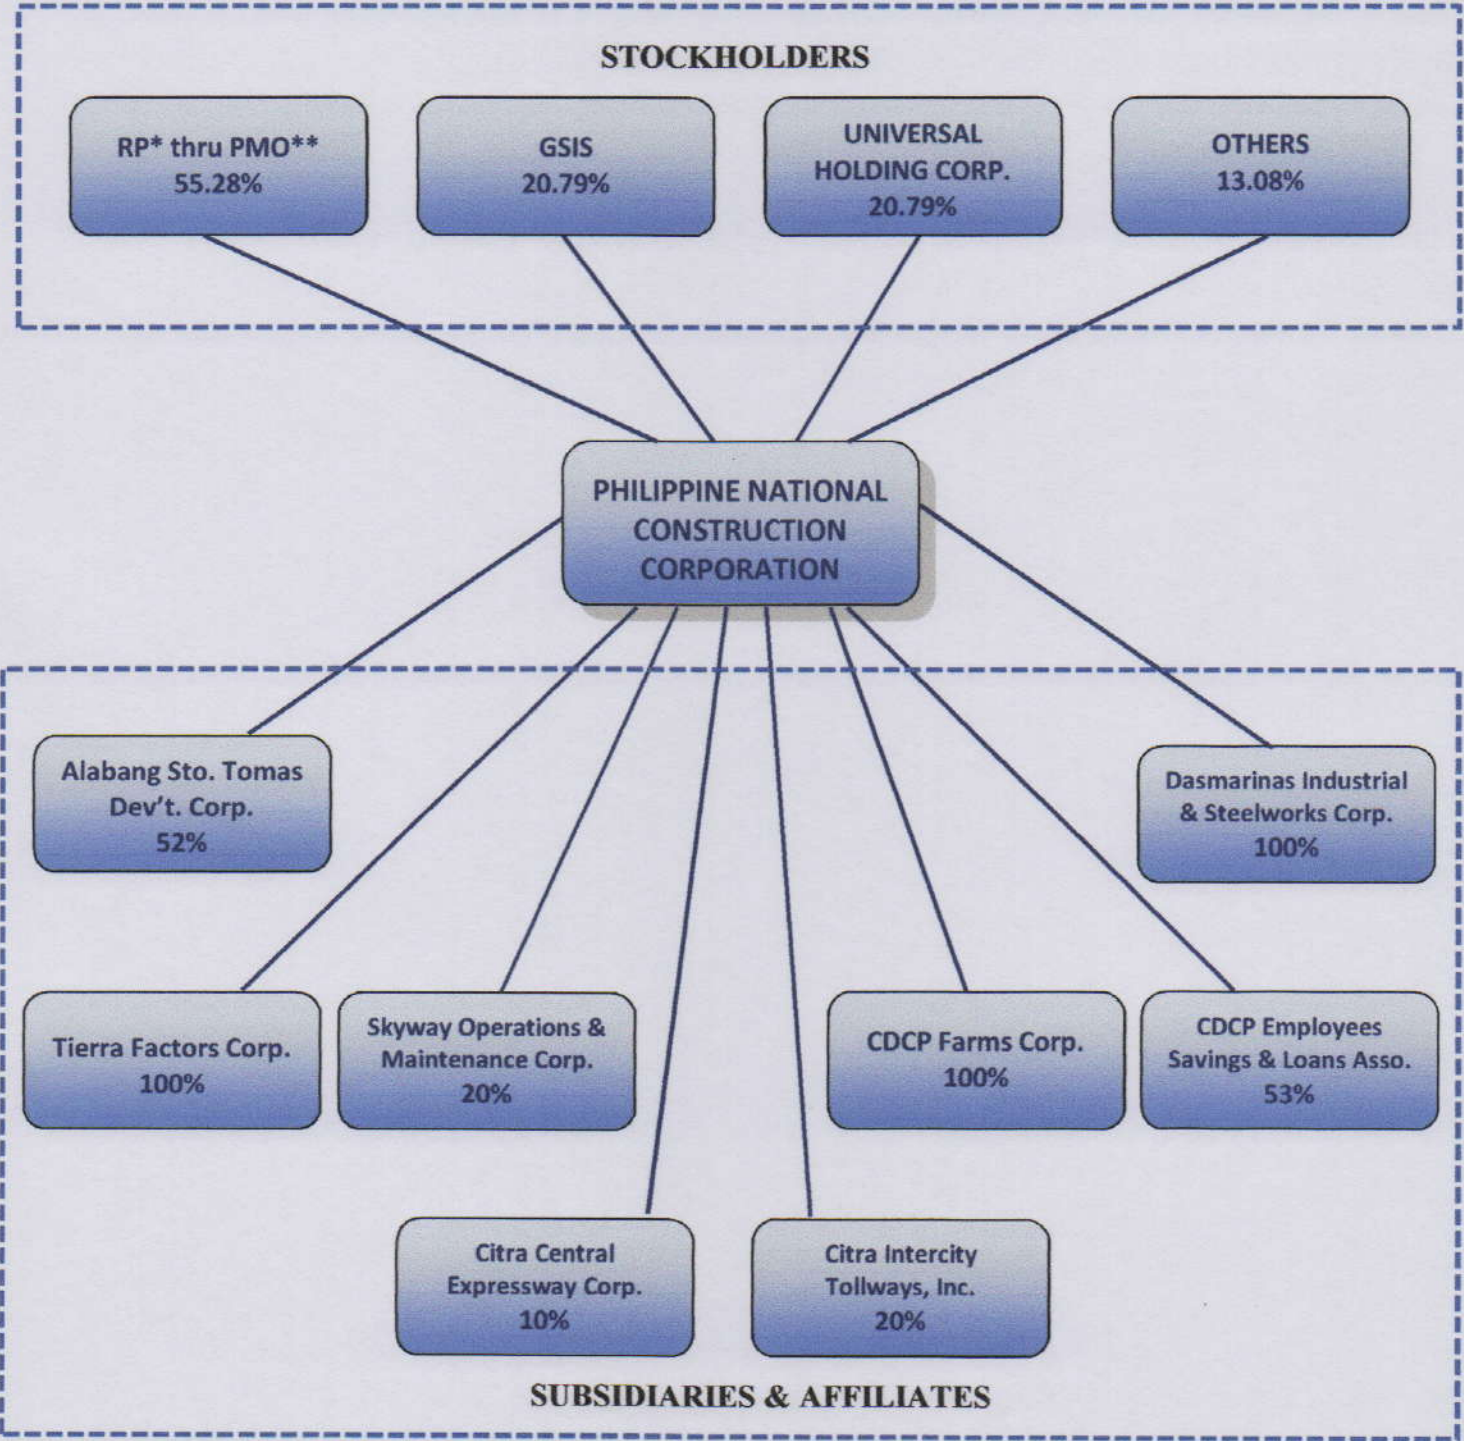 STOCKHOLDERS
RP* thru PMO**
55.28%
GSIS
20.79%
UNIVERSAL
HOLDING CORP.
20.79%
OTHERS
13.08%
PHILIPPINE NATIONAL
CONSTRUCTION
CORPORATION
Alabang Sto. Tomas
Dev't. Corp.
52%
Dasmarinas Industrial
& Steelworks Corp.
100%
Tierra Factors Corp.
100%
Skyway Operations &
Maintenance Corp.
20%
CDCP Farms Corp.
100%
CDCP Employees
Savings & Loans Asso.
53%
Citra Central
Expressway Corp.
10%
Citra Intercity
Tollways, Inc.
20%
SUBSIDIARIES & AFFILIATES